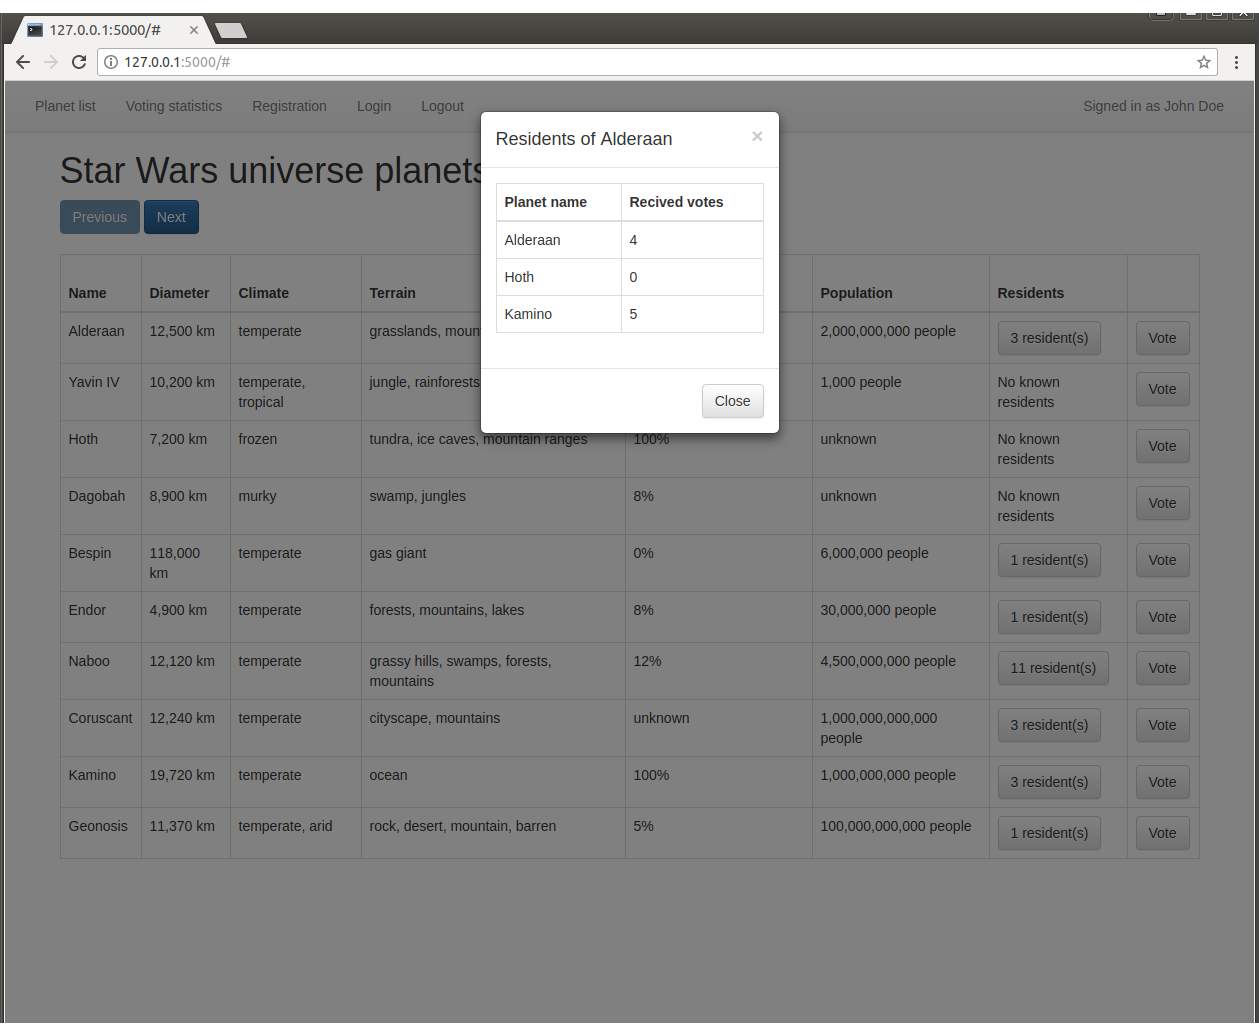 127.0.0.1:5000/#
127.0.0.1:5000/#
Planet list Voting statistics Registration Login Logout Signed in as John Doe
Residents of Alderaan ×
Planet name Recived votes
Alderaan 4
Hoth 0
Kamino 5
Close
Star Wars universe planets
Previous Next
Name Diameter Climate Terrain Population Residents
Alderaan 12,500 km temperate grasslands, 2,000,000,000 people 3 resident(s) Vote
Yavin IV 10,200 km temperate, jungle, rainforests 1,000 people No known Vote
tropical residents
Hoth 7,200 km frozen tundra, ice caves, mountain ranges 100% unknown No known Vote
residents
Dagobah 8,900 km murky swamp, jungles 8% unknown No known Vote
residents
Bespin 118,000 temperate gas giant 0% 6,000,000 people 1 resident(s) Vote
km
Endor 4,900 km temperate forests, mountains, lakes 8% 30,000,000 people 1 resident(s) Vote
Naboo 12,120 km temperate grassy hills, swamps, forests, 12% 4,500,000,000 people 11 resident(s) Vote
mountains
Coruscant 12,240 km temperate cityscape, mountains unknown 1,000,000,000,000 3 resident(s) Vote
people
Kamino 19,720 km temperate ocean 100% 1,000,000,000 people 3 resident(s) Vote
Geonosis 11,370 km temperate, arid rock, desert, mountain, barren 5% 100,000,000,000 people 1 resident(s) Vote